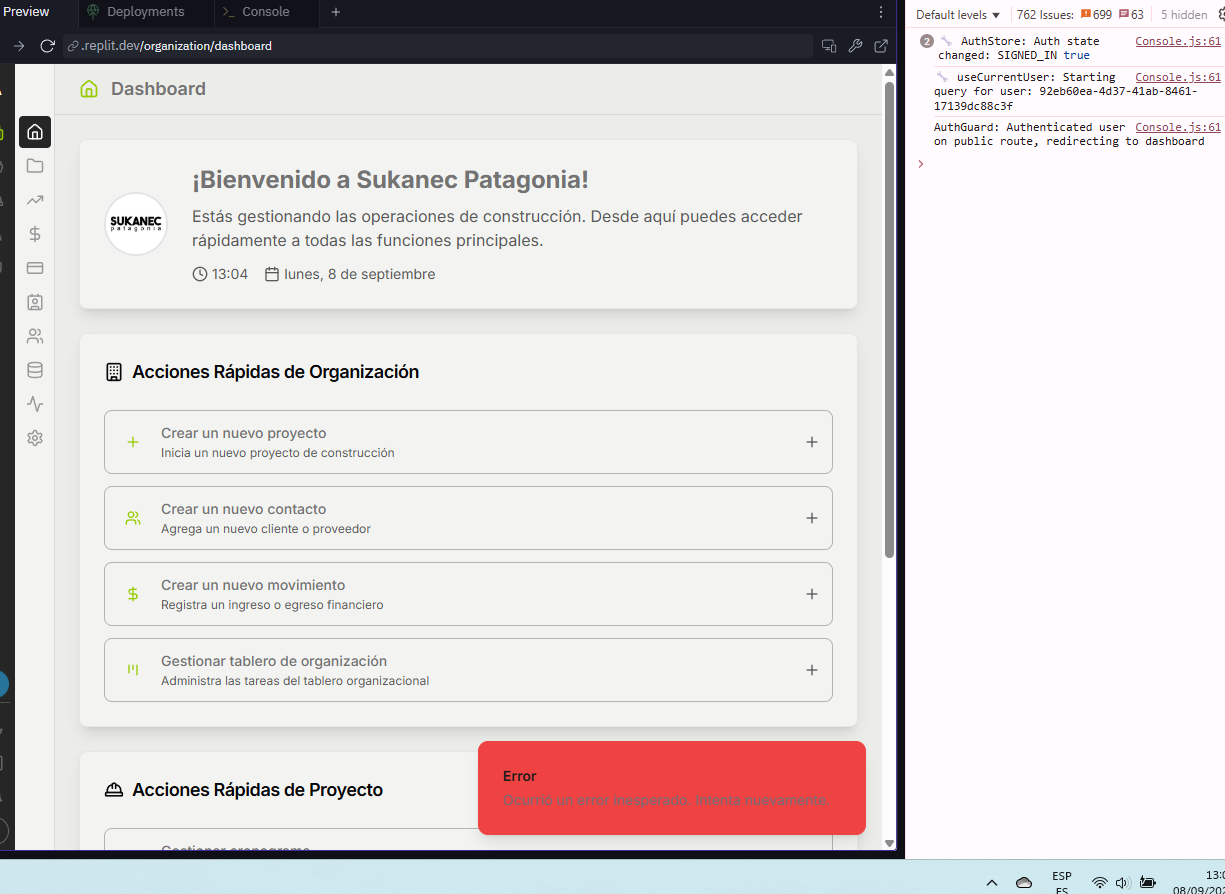 Preview
Deployments
Console
.replit.dev/organization/dashboard
Default levels
762 Issues: 699 63
5 hidden
Dashboard
¡Bienvenido a Sukanec Patagonia!
SUKANEC
patagonia
Estás gestionando las operaciones de construcción. Desde aquí puedes acceder
rápidamente a todas las funciones principales.
13:04 lunes, 8 de septiembre
Acciones Rápidas de Organización
Crear un nuevo proyecto
Inicia un nuevo proyecto de construcción
Crear un nuevo contacto
Agrega un nuevo cliente o proveedor
Crear un nuevo movimiento
Registra un ingreso o egreso financiero
Gestionar tablero de organización
Administra las tareas del tablero organizacional
Acciones Rápidas de Proyecto
Gestionar cronograma
Error
Ocurrió un error inesperado. Intenta nuevamente.
2 AuthStore: Auth state Console.js:61
changed: SIGNED_IN true
useCurrentUser: Starting Console.js:61
query for user: 92eb60ea-4d37-41ab-8461-
17139dc88c3f
AuthGuard: Authenticated user Console.js:61
on public route, redirecting to dashboard
ESP
ES